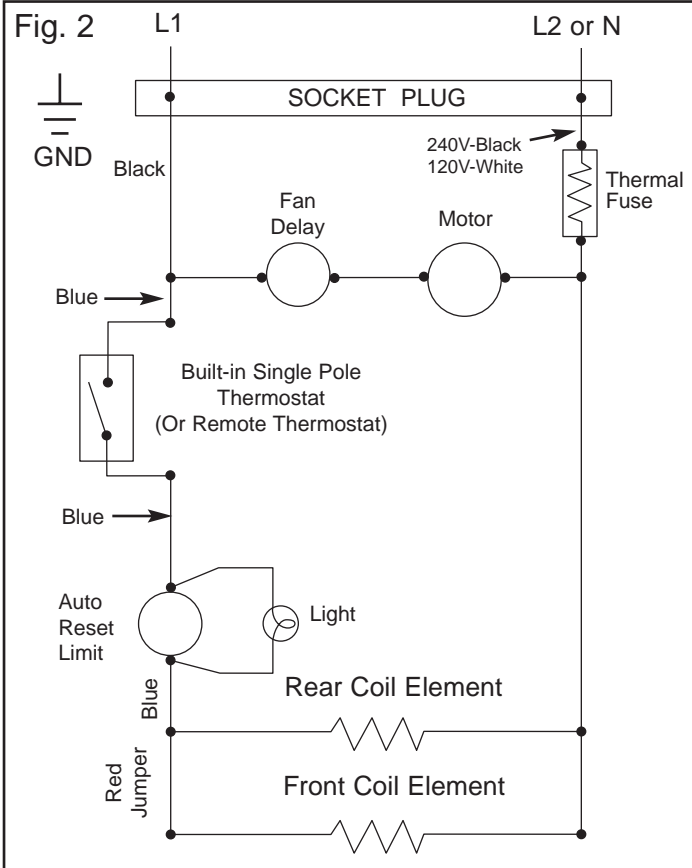 Fig. 2
L1
L2 or N
SOCKET PLUG
GND
Black
240V-Black
120V-White
Thermal
Fuse
Fan
Delay
Motor
Blue
Built-in Single Pole
Thermostat
(Or Remote Thermostat)
Blue
Auto
Reset
Limit
Light
Blue
Rear Coil Element
Red
Jumper
Front Coil Element